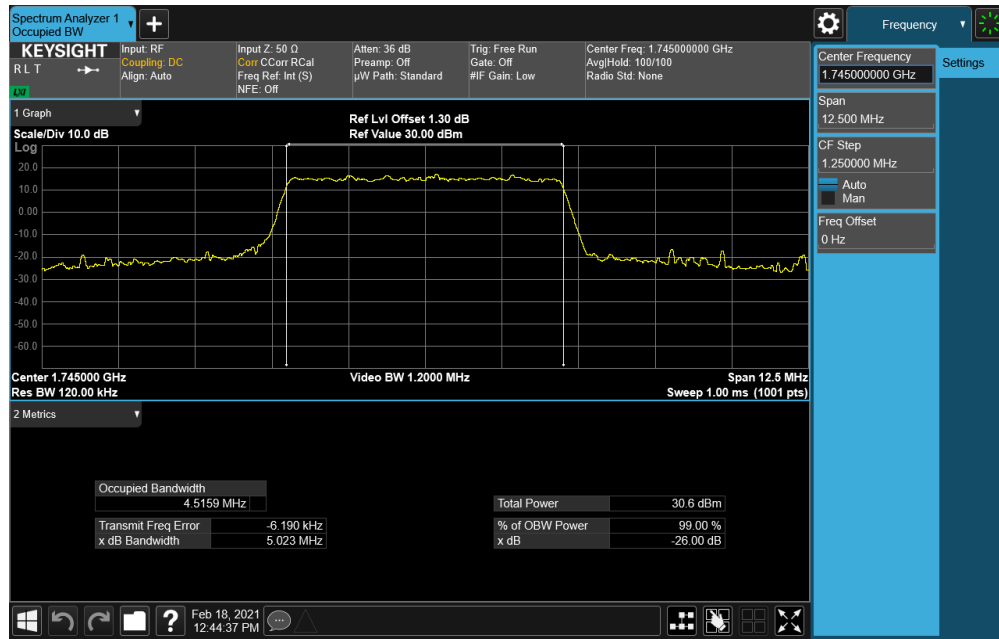 Spectrum Analyzer 1
Occupied BW
KEYSIGHT
R L T
LXI
Input: RF
Coupling: DC
Align: Auto
Input Z: 50 Ω
Corr CCorr RCal
Freq Ref: Int (S)
NFE: Off
Atten: 36 dB
Preamp: Off
µW Path: Standard
Trig: Free Run
Gate: Off
#IF Gain: Low
Center Freq: 1.745000000 GHz
Avg|Hold: 100/100
Radio Std: None
Frequency
Settings
Center Frequency
1.745000000 GHz
Span
12.500 MHz
CF Step
1.250000 MHz
Auto
Man
Freq Offset
0 Hz
1 Graph
Scale/Div 10.0 dB
Ref Lvl Offset 1.30 dB
Ref Value 30.00 dBm
Log
20.0
10.0
0.00
-10.0
-20.0
-30.0
-40.0
-50.0
-60.0
Center 1.745000 GHz
Video BW 1.2000 MHz
Span 12.5 MHz
Res BW 120.00 kHz
Sweep 1.00 ms (1001 pts)
2 Metrics
Occupied Bandwidth
4.5159 MHz
Total Power 30.6 dBm
Transmit Freq Error -6.190 kHz
% of OBW Power 99.00 %
x dB Bandwidth 5.023 MHz
x dB -26.00 dB
?
Feb 18, 2021
12:44:37 PM